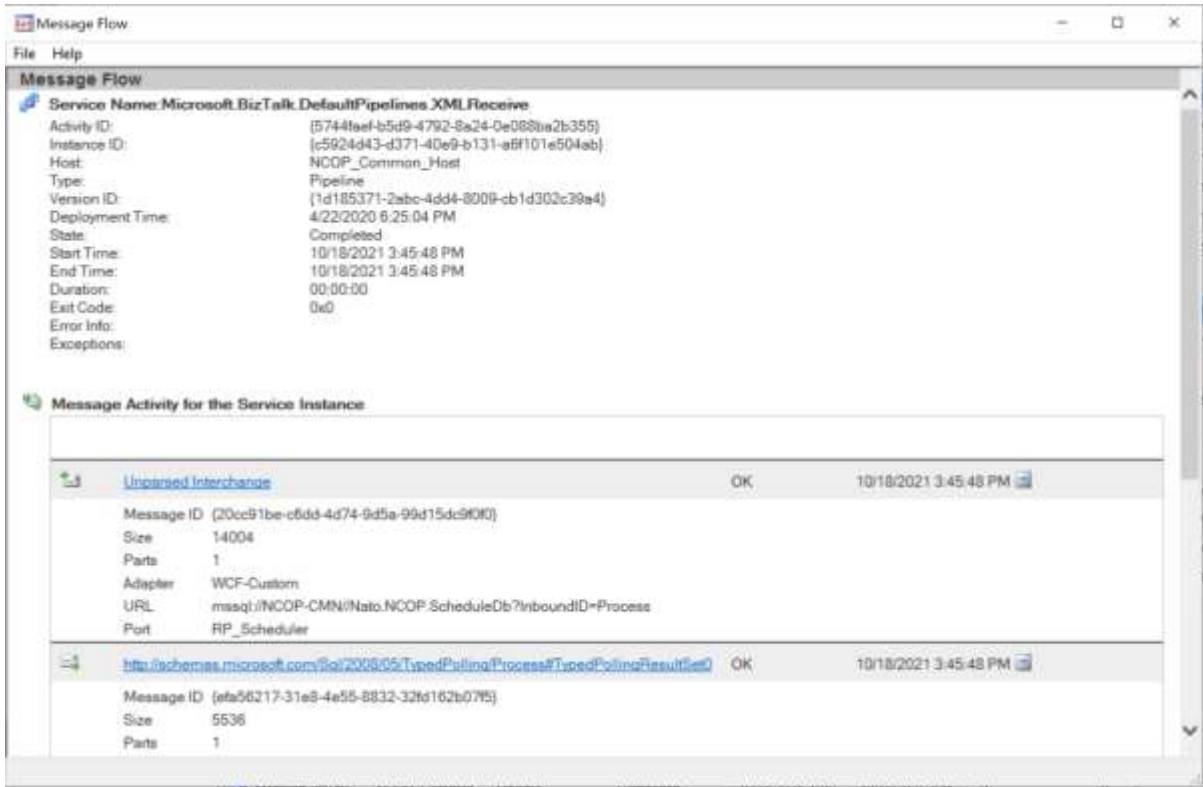 Message Flow
File Help
Message Flow
Service Name:Microsoft.BizTalk.DefaultPipelines.XMLReceive
Activity ID: {5744faef-b5d9-4792-8a24-0e088ba2b355}
Instance ID: {c5924d43-d371-40e9-b131-a6f101e504ab}
Host: NCOP_Common_Host
Type: Pipeline
Version ID: {1d185371-2abc-4dd4-8009-cb1d302c39a4}
Deployment Time: 4/22/2020 6:25:04 PM
State: Completed
Start Time: 10/18/2021 3:45:48 PM
End Time: 10/18/2021 3:45:48 PM
Duration: 00:00:00
Exit Code: 0x0
Error Info:
Exceptions:
Message Activity for the Service Instance
Unparsed Interchange OK 10/18/2021 3:45:48 PM
Message ID {20cc91be-c6dd-4d74-9d5a-99d15dc9f0f0}
Size 14004
Parts 1
Adapter WCF-Custom
URL mssql://NCOP-CMN//Nato.NCOP.ScheduleDb?InboundID=Process
Port RP_Scheduler
http://schemas.microsoft.com/Sql/2008/05/TypedPolling/Process#TypedPollingResultSet0 OK 10/18/2021 3:45:48 PM
Message ID {efa56217-31e8-4e55-8832-32fd162b07f5}
Size 5536
Parts 1